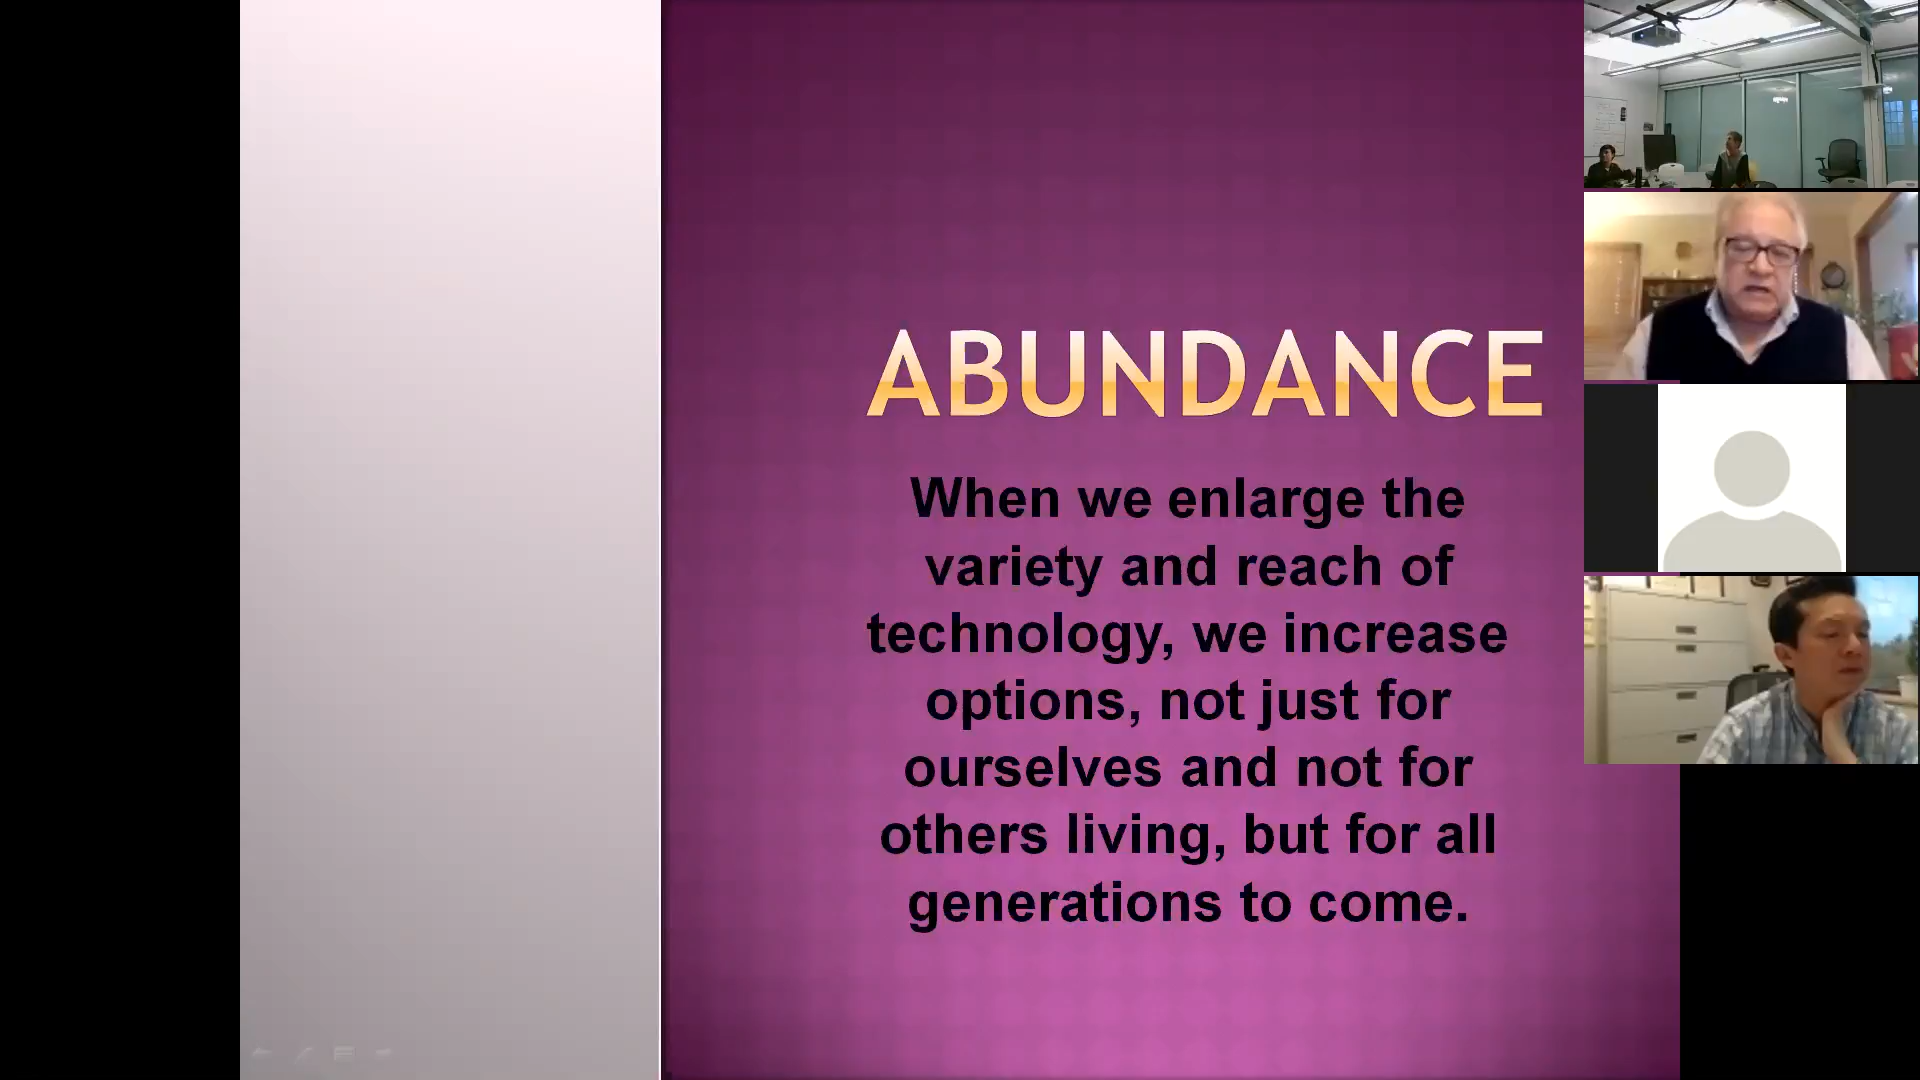 ABUNDANCE
When we enlarge the
variety and reach of
technology, we increase
options, not just for
ourselves and not for
others living, but for all
generations to come.